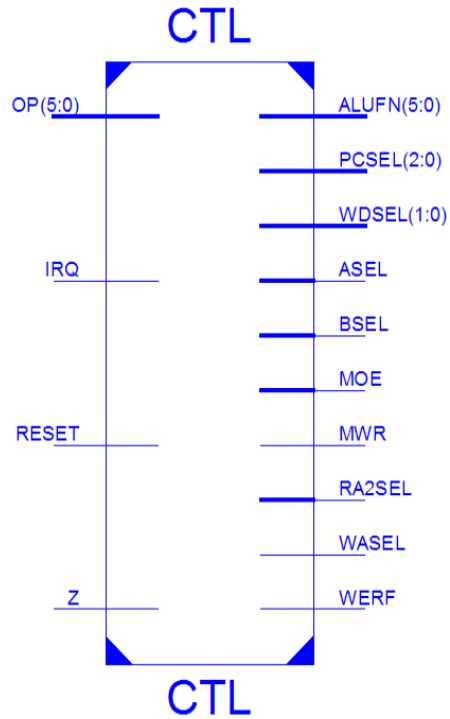 CTL
OP(5:0) ALUFN(5:0)
PCSEL(2:0)
WDSEL(1:0)
IRQ ASEL
BSEL
MOE
RESET MWR
RA2SEL
WASEL
Z WERF
CTL